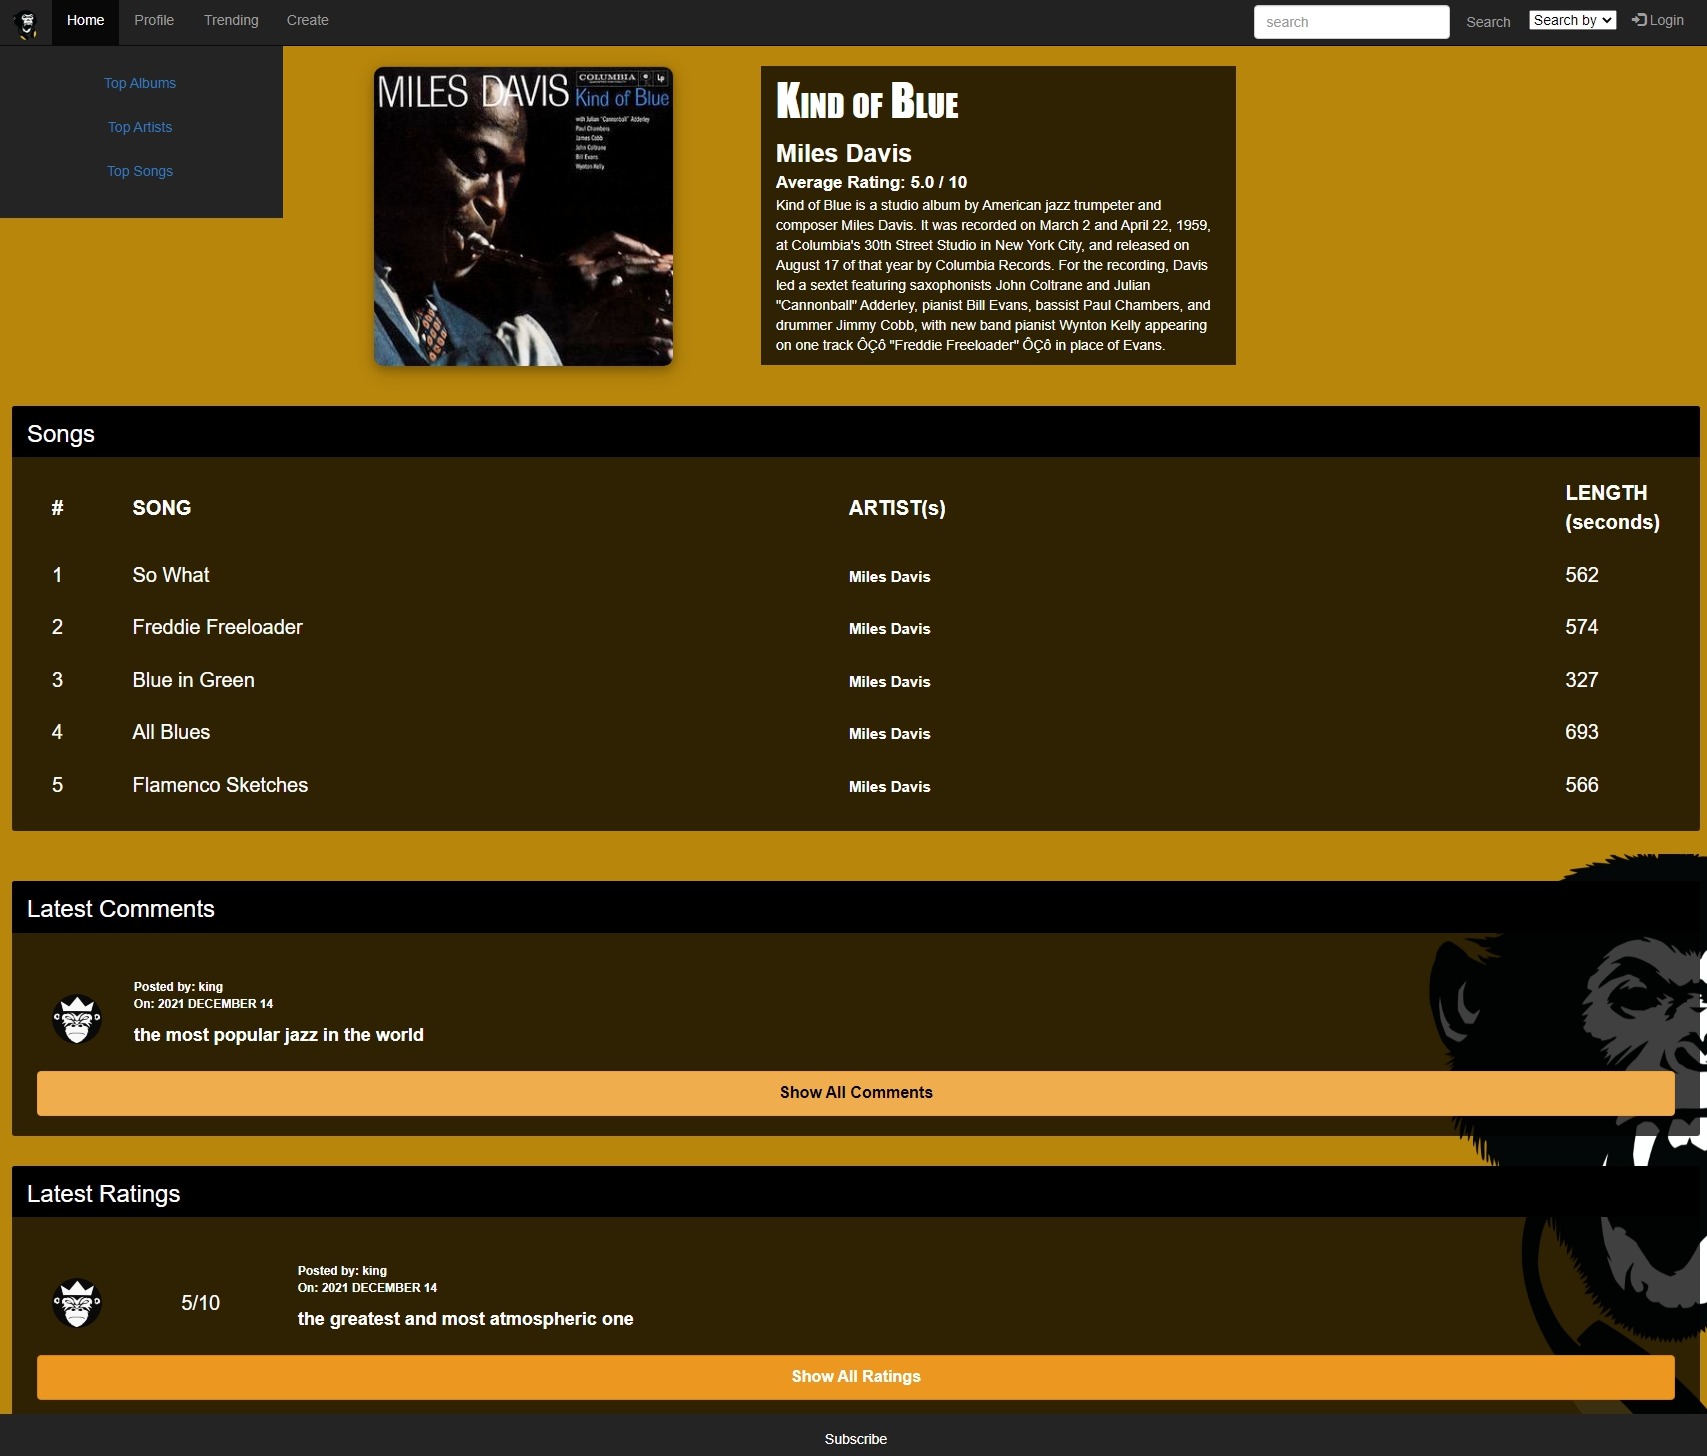 Home Profile Trending Create search Search Search by Login
Top Albums
Top Artists
Top Songs
MILES DAVIS
COLUMBIA
Kind of Blue
with Julian "Cannonball" Adderley
Paul Chambers
James Cobb
John Coltrane
Bill Evans
Wynton Kelly
Kind of Blue
Miles Davis
Average Rating: 5.0 / 10
Kind of Blue is a studio album by American jazz trumpeter and
composer Miles Davis. It was recorded on March 2 and April 22, 1959,
at Columbia's 30th Street Studio in New York City, and released on
August 17 of that year by Columbia Records. For the recording, Davis
led a sextet featuring saxophonists John Coltrane and Julian
"Cannonball" Adderley, pianist Bill Evans, bassist Paul Chambers, and
drummer Jimmy Cobb, with new band pianist Wynton Kelly appearing
on one track ÔÇô "Freddie Freeloader" ÔÇô in place of Evans.
Songs
# SONG ARTIST(s) LENGTH
(seconds)
1 So What Miles Davis 562
2 Freddie Freeloader Miles Davis 574
3 Blue in Green Miles Davis 327
4 All Blues Miles Davis 693
5 Flamenco Sketches Miles Davis 566
Latest Comments
Posted by: king
On: 2021 DECEMBER 14
the most popular jazz in the world
Show All Comments
Latest Ratings
5/10
Posted by: king
On: 2021 DECEMBER 14
the greatest and most atmospheric one
Show All Ratings
Subscribe